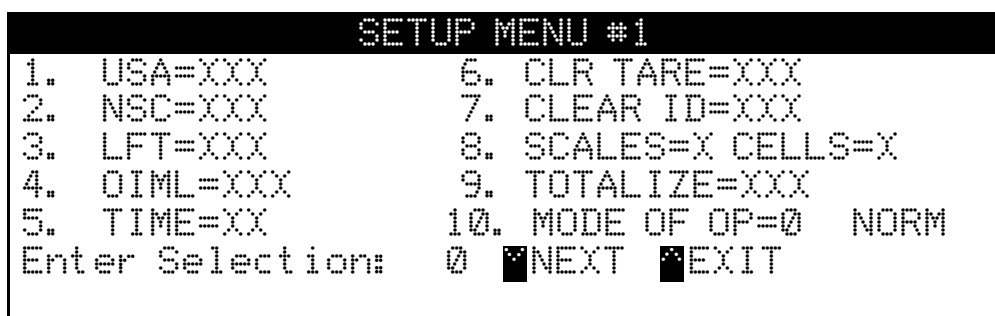 SETUP MENU #1
1. USA=XXX 6. CLR TARE=XXX
2. NSC=XXX 7. CLEAR ID=XXX
3. LFT=XXX 8. SCALES=X CELLS=X
4. OIML=XXX 9. TOTALIZE=XXX
5. TIME=XX 10. MODE OF OP=0 NORM
Enter Selection: 0 NEXT EXIT